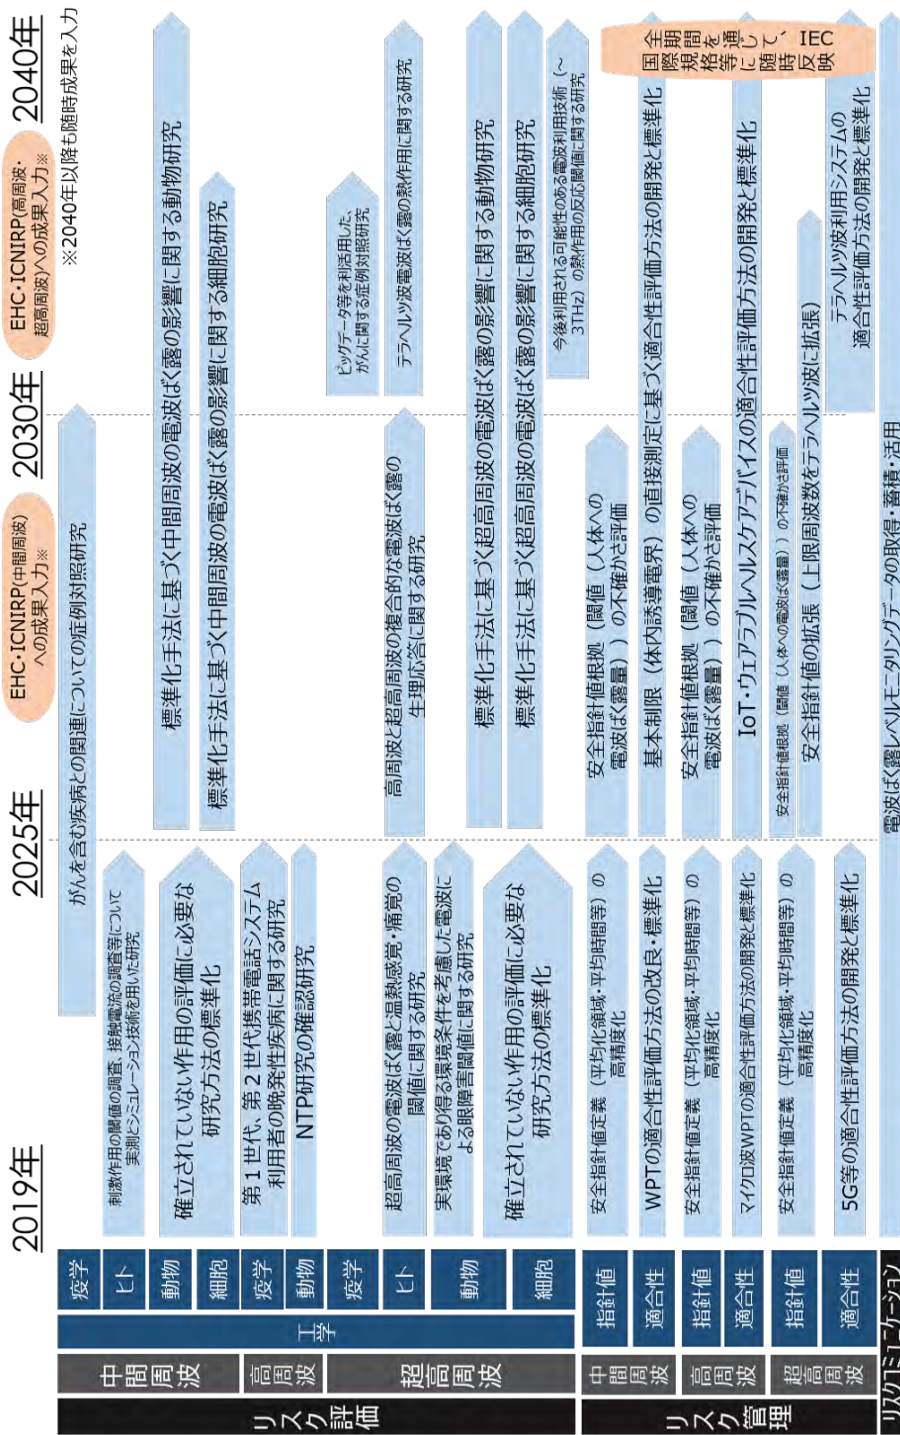 2019年
2025年
2030年
2040年
EHC・ICNIRP(中間周波)
への成果入力※
EHC・ICNIRP(高周波・
超高周波)への成果入力※
※2040年以降も随時成果を入力
リスク評価
工学
中間周波
疫学
がんを含む疾病との関連についての症例対照研究
ヒト
刺激作用の閾値の調査、接触電流の調査等について
実測とシミュレーション技術を用いた研究
動物
細胞
確立されていない作用の評価に必要な
研究方法の標準化
標準化手法に基づく中間周波の電波ばく露の影響に関する動物研究
標準化手法に基づく中間周波の電波ばく露の影響に関する細胞研究
高周波
疫学
第1世代、第2世代携帯電話システム
利用者の晩発性疾病に関する研究
動物
NTP研究の確認研究
超高周波
疫学
ビッグデータ等を利活用した、
がんに関する症例対照研究
ヒト
超高周波の電波ばく露と温熱感覚・痛覚の
閾値に関する研究
高周波と超高周波の複合的な電波ばく露の
生理応答に関する研究
テラヘルツ波電波ばく露の熱作用に関する研究
動物
実環境であり得る環境条件を考慮した電波に
よる眼障害閾値に関する研究
標準化手法に基づく超高周波の電波ばく露の影響に関する動物研究
細胞
確立されていない作用の評価に必要な
研究方法の標準化
標準化手法に基づく超高周波の電波ばく露の影響に関する細胞研究
今後利用される可能性のある電波利用技術（～
3THz）の熱作用の反応閾値に関する研究
リスク管理
中間周波
指針値
安全指針値定義（平均化領域・平均時間等）の
高精度化
安全指針値根拠（閾値（人体への
電波ばく露量））の不確かさ評価
適合性
WPTの適合性評価方法の改良・標準化
基本制限（体内誘導電界）の直接測定に基づく適合性評価方法の開発と標準化
高周波
指針値
安全指針値定義（平均化領域・平均時間等）の
高精度化
安全指針値根拠（閾値（人体への
電波ばく露量））の不確かさ評価
適合性
マイクロ波WPTの適合性評価方法の開発と標準化
IoT・ウェアラブルヘルスケアデバイスの適合性評価方法の開発と標準化
超高周波
指針値
安全指針値定義（平均化領域・平均時間等）の
高精度化
安全指針値根拠（閾値（人体への電波ばく露量））の不確かさ評価
安全指針値の拡張（上限周波数をテラヘルツ波に拡張）
適合性
5G等の適合性評価方法の開発と標準化
テラヘルツ波利用システムの
適合性評価方法の開発と標準化
全期間を通じて、IEC
国際規格等に随時反映
リスクコミュニケーション
電波ばく露レベルモニタリングデータの取得・蓄積・活用